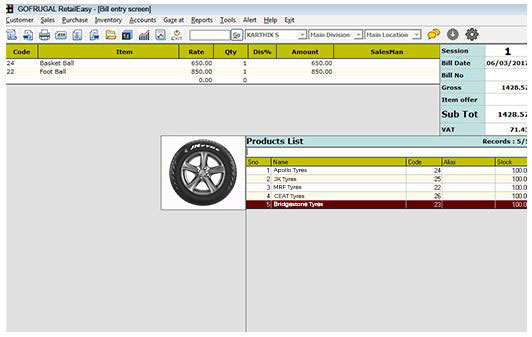 GOFRUGAL RetailEasy - [Bill entry screen]
Customer Sales Purchase Inventory Accounts Gaze at Reports Tools Alert Help Exit
EXIT Go KARTHIK S Main Division Main Location
Code Item Rate Qty Dis% Amount SalesMan
24 Basket Ball 650.00 1 650.00
22 Foot Ball 850.00 1 850.00
0.00 0
Session 1
Bill Date 06/03/201
Bill No
Gross 1428.57
Item offer
Sub Tot 1428.57
VAT 71.43
JK TYRE
Products List Records : 5/5
Sno Name Code Alias Stock
1 Apollo Tyres 24 100.0
2 JK Tyres 25 100.0
3 MRF Tyres 22 100.0
4 CEAT Tyres 26 100.0
5 Bridgestone Tyres 23 100.0